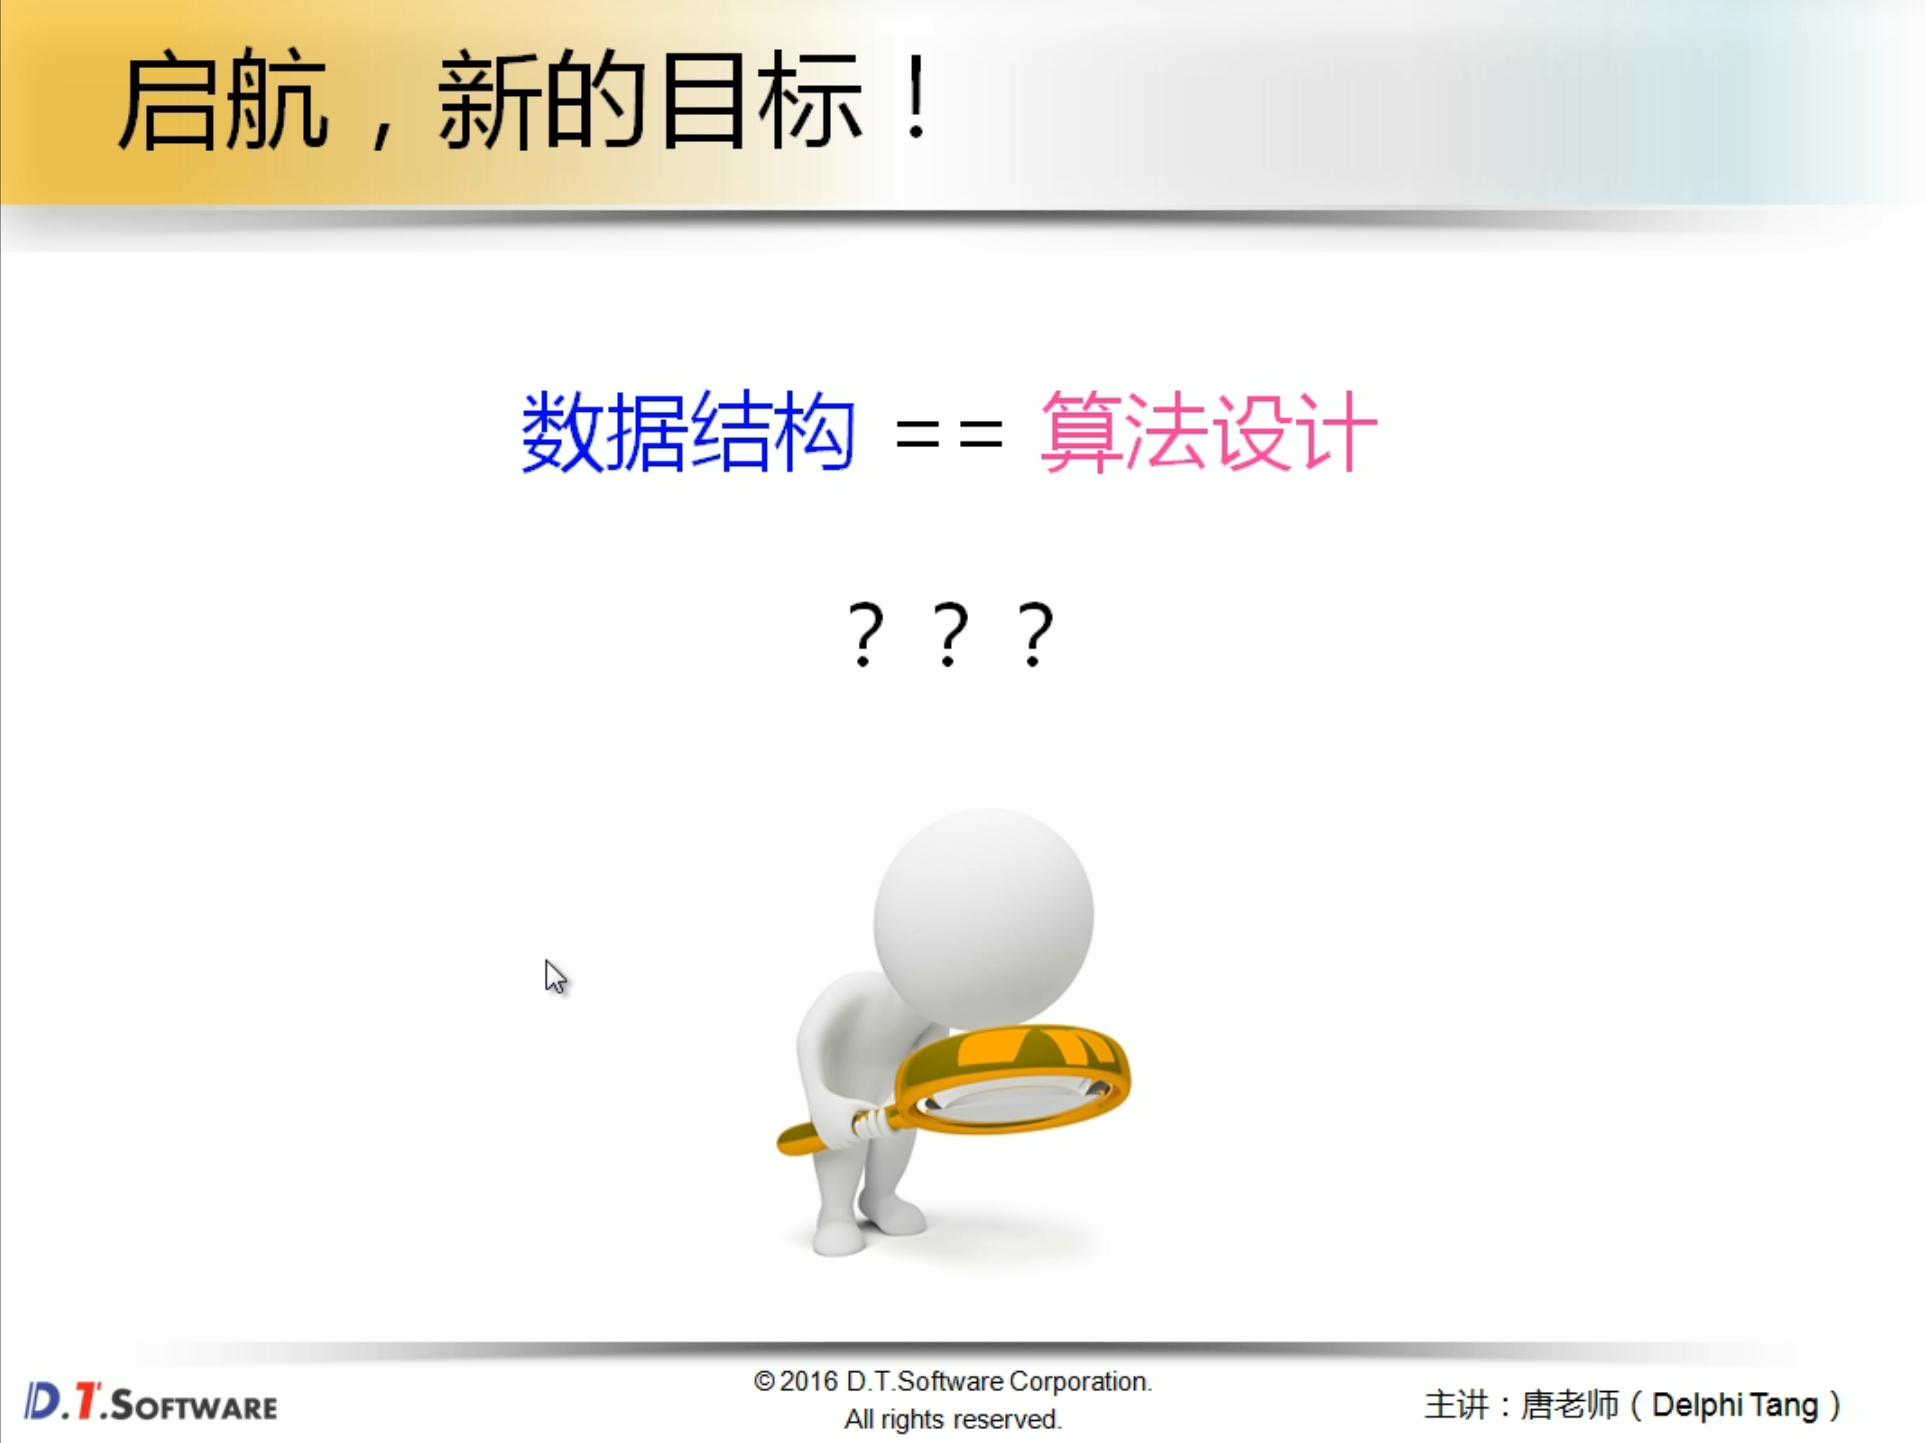 启航，新的目标！
数据结构 == 算法设计
？？？
D.T.SOFTWARE
© 2016 D.T.Software Corporation.
All rights reserved.
主讲：唐老师（Delphi Tang）